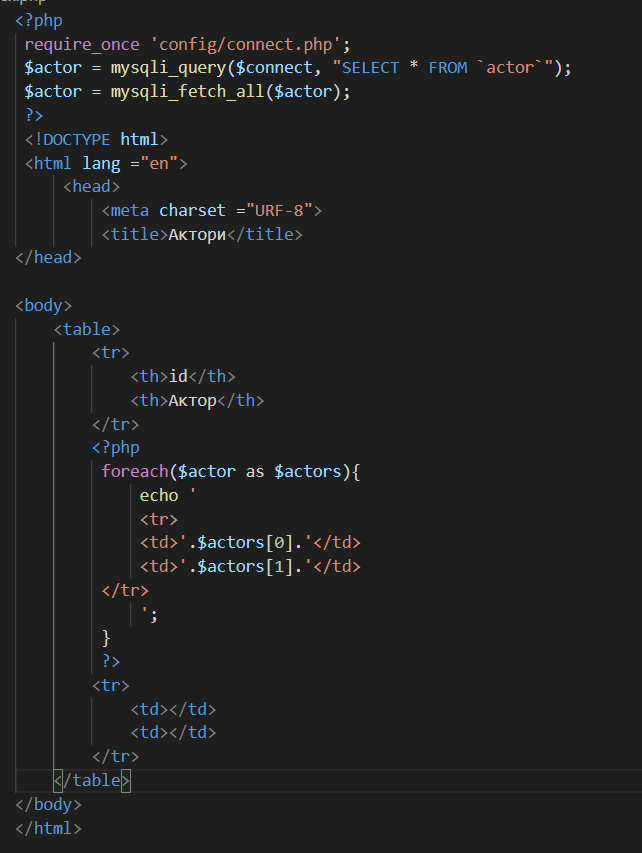 <?php
require_once 'config/connect.php';
$actor = mysqli_query($connect, "SELECT * FROM `actor`");
$actor = mysqli_fetch_all($actor);
?>
<!DOCTYPE html>
<html lang ="en">
<head>
<meta charset ="URF-8">
<title>Актори</title>
</head>
<body>
<table>
<tr>
<th>id</th>
<th>Актор</th>
</tr>
<?php
foreach($actor as $actors){
echo '
<tr>
<td>'.$actors[0].'</td>
<td>'.$actors[1].'</td>
</tr>
';
}
?>
<tr>
<td></td>
<td></td>
</tr>
</table>
</body>
</html>